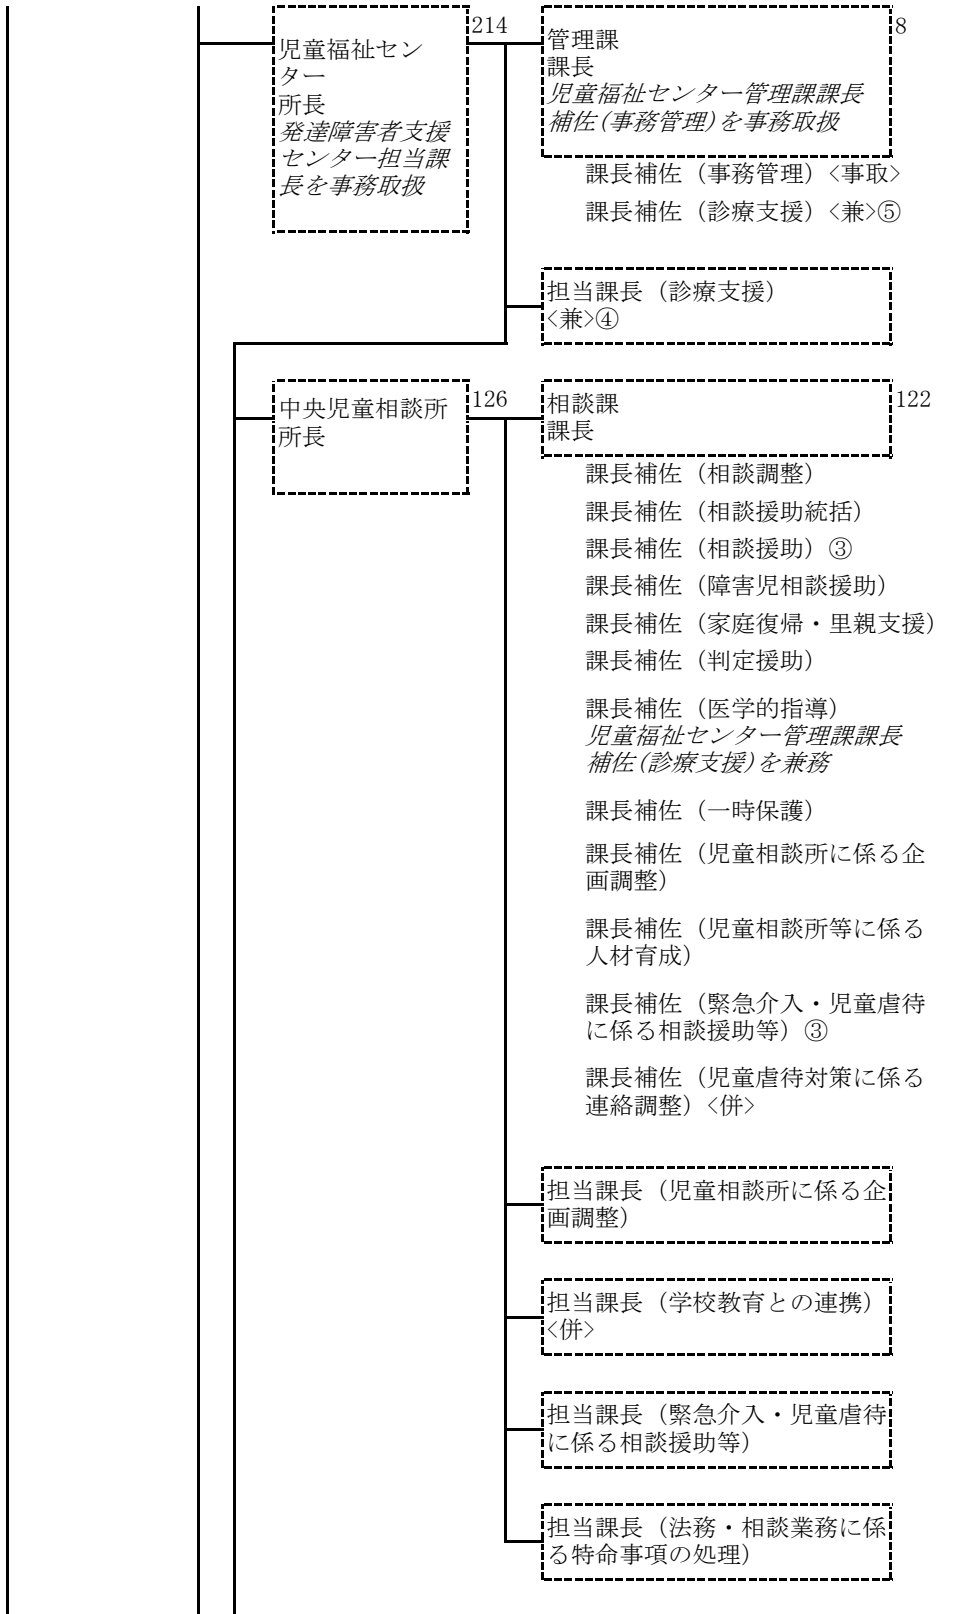 児童福祉セン
ター
所長
発達障害者支援
センター担当課
長を事務取扱
214
管理課
課長
児童福祉センター管理課課長
補佐(事務管理)を事務取扱
8
課長補佐（事務管理）<事取>
課長補佐（診療支援）<兼>⑤
担当課長（診療支援）
<兼>④
中央児童相談所
所長
126
相談課
課長
122
課長補佐（相談調整）
課長補佐（相談援助統括）
課長補佐（相談援助）③
課長補佐（障害児相談援助）
課長補佐（家庭復帰・里親支援）
課長補佐（判定援助）
課長補佐（医学的指導）
児童福祉センター管理課課長
補佐(診療支援)を兼務
課長補佐（一時保護）
課長補佐（児童相談所に係る企
画調整）
課長補佐（児童相談所等に係る
人材育成）
課長補佐（緊急介入・児童虐待
に係る相談援助等）③
課長補佐（児童虐待対策に係る
連絡調整）<併>
担当課長（児童相談所に係る企
画調整）
担当課長（学校教育との連携）
<併>
担当課長（緊急介入・児童虐待
に係る相談援助等）
担当課長（法務・相談業務に係
る特命事項の処理）